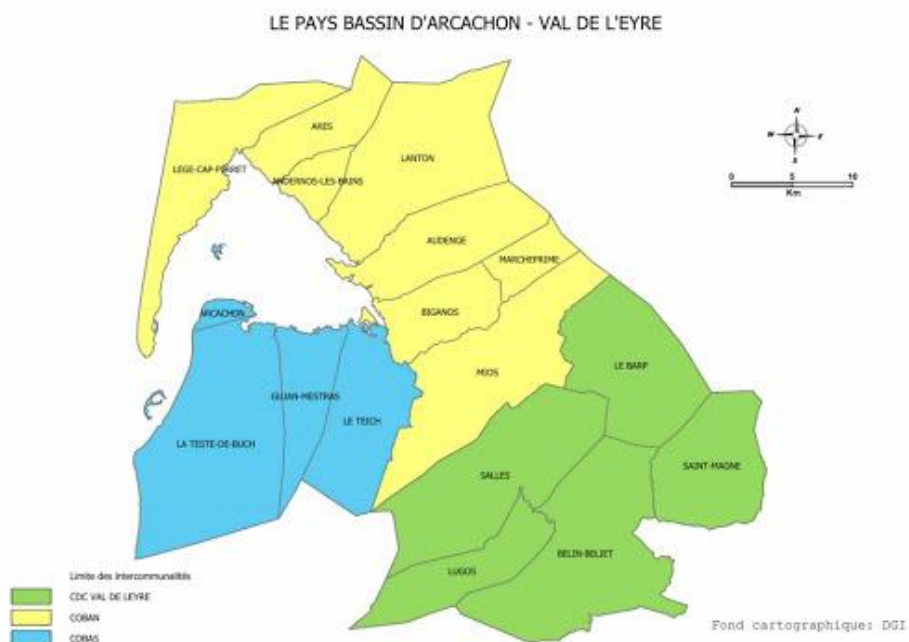 LE PAYS BASSIN D'ARCACHON - VAL DE L'EYRE
N
W
E
S
0
5
10
Km
ARES
LEGE-CAP-FERRET
ANDERNOS-LES-BAINS
LANTON
AUDENGE
MARCHEPRIME
BIGANOS
ARCACHON
MIOS
LE BARP
GUJAN-MESTRAS
LE TEICH
LA TESTE-DE-BUCH
SALLES
SAINT-MAGNE
BELIN-BELIET
LUGOS
Limite des intercommunalités
CDC VAL DE LEYRE
COBAN
COBAS
Fond cartographique: DGI